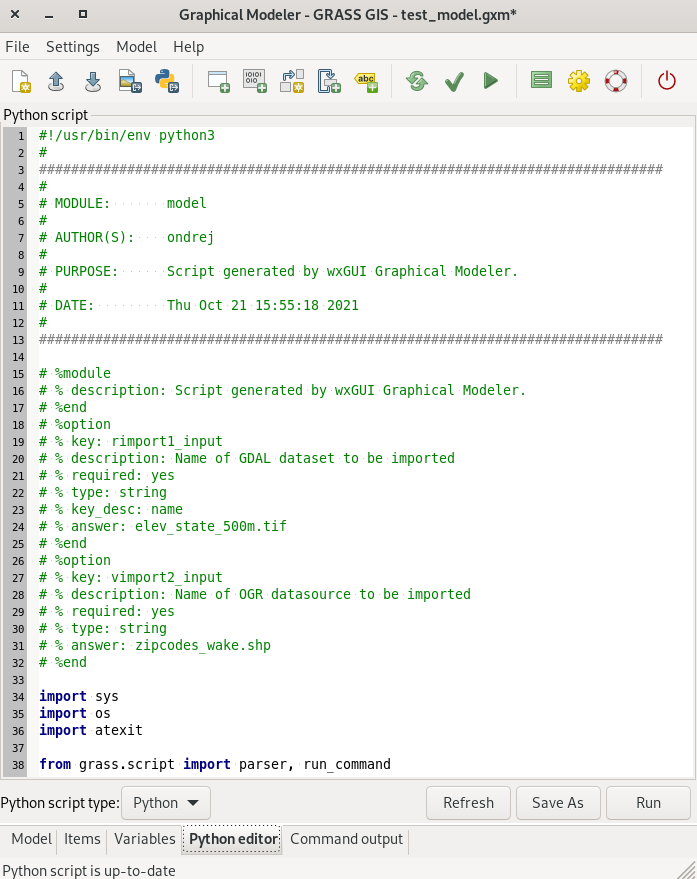 Graphical Modeler - GRASS GIS - test_model.gxm*
File Settings Model Help
Python script
1 #!/usr/bin/env python3
2 #
3 ##############################################################################
4 #
5 # MODULE: model
6 #
7 # AUTHOR(S): ondrej
8 #
9 # PURPOSE: Script generated by wxGUI Graphical Modeler.
10 #
11 # DATE: Thu Oct 21 15:55:18 2021
12 #
13 ##############################################################################
14
15 # %module
16 # % description: Script generated by wxGUI Graphical Modeler.
17 # %end
18 # %option
19 # % key: rimport1_input
20 # % description: Name of GDAL dataset to be imported
21 # % required: yes
22 # % type: string
23 # % key_desc: name
24 # % answer: elev_state_500m.tif
25 # %end
26 # %option
27 # % key: vimport2_input
28 # % description: Name of OGR datasource to be imported
29 # % required: yes
30 # % type: string
31 # % answer: zipcodes_wake.shp
32 # %end
33
34 import sys
35 import os
36 import atexit
37
38 from grass.script import parser, run_command
Python script type: Python Refresh Save As Run
Model Items Variables Python editor Command output
Python script is up-to-date